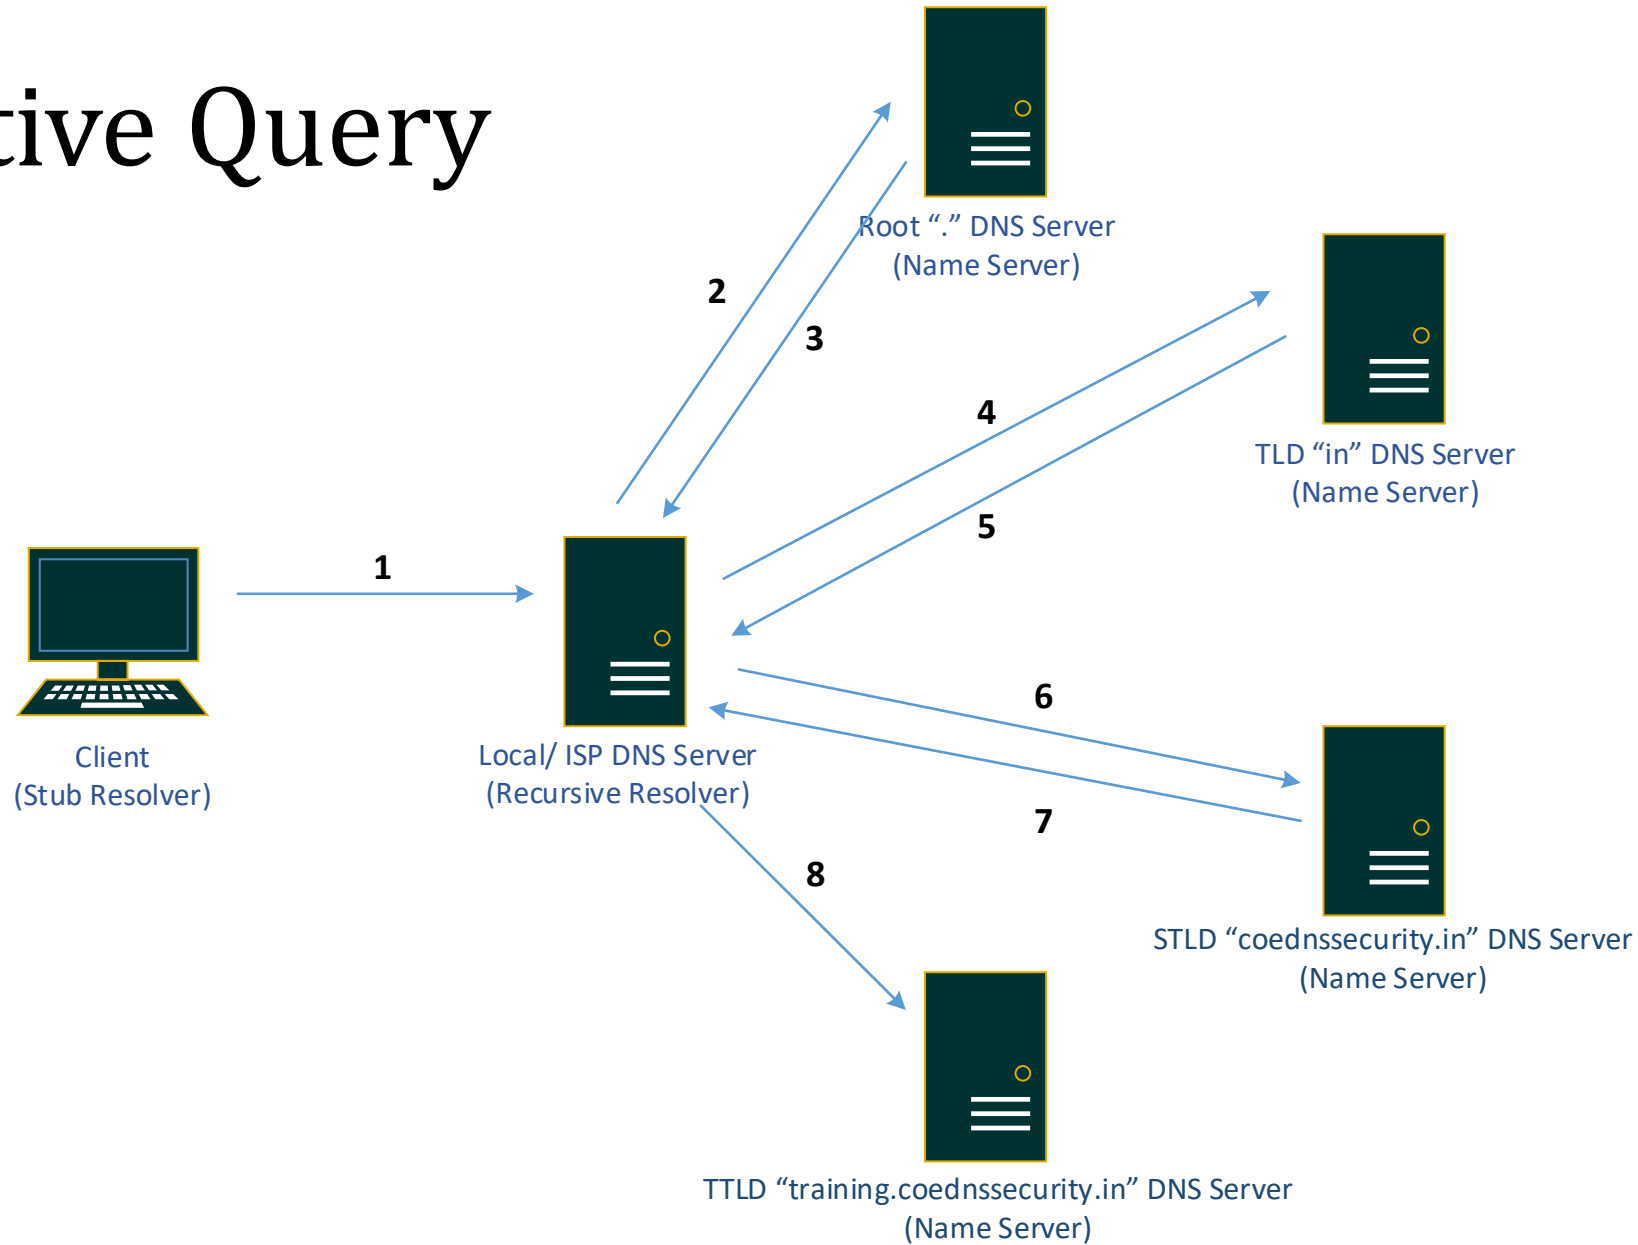 tive Query
Root “.” DNS Server
(Name Server)
2
3
TLD “in” DNS Server
(Name Server)
4
5
1
Client
(Stub Resolver)
Local/ ISP DNS Server
(Recursive Resolver)
6
7
8
STLD “coednssecurity.in” DNS Server
(Name Server)
TTLD “training.coednssecurity.in” DNS Server
(Name Server)